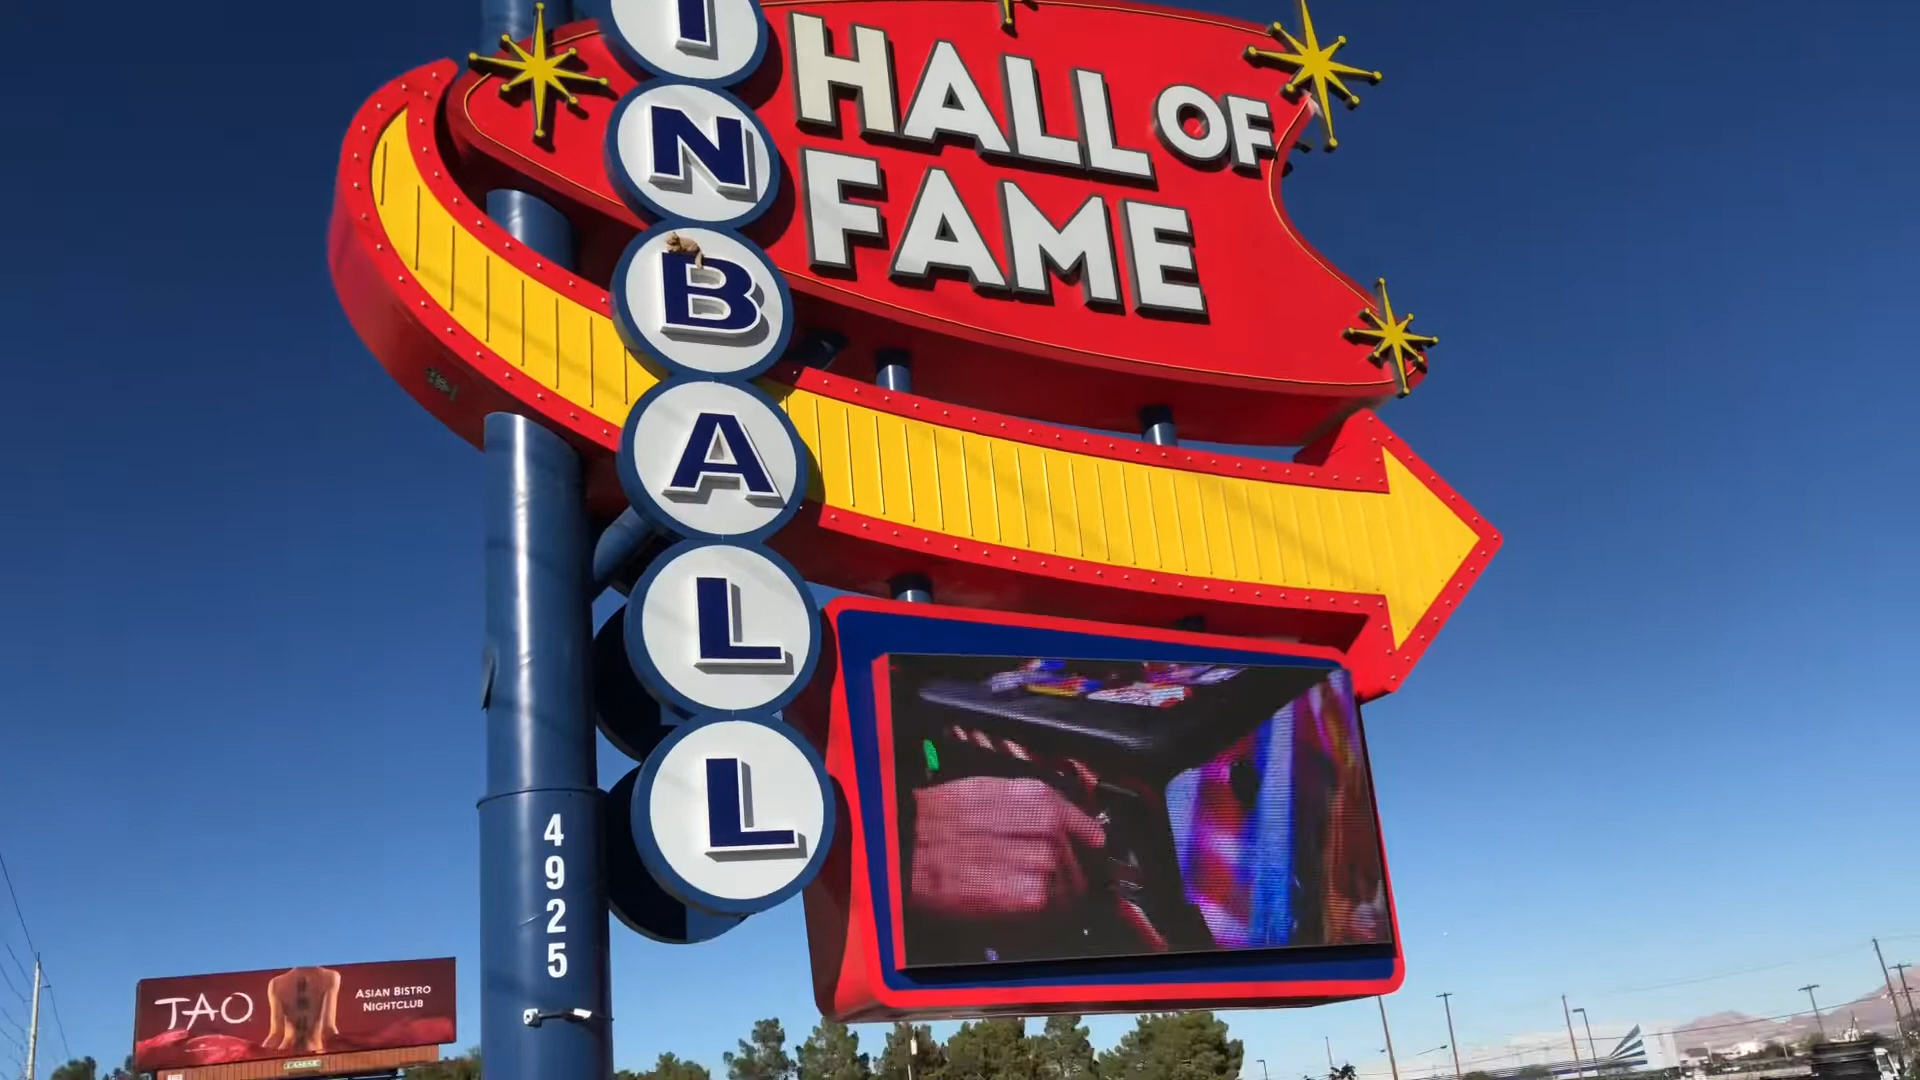 INBALL
HALL OF
FAME
4925
TAO
ASIAN BISTRO
NIGHTCLUB